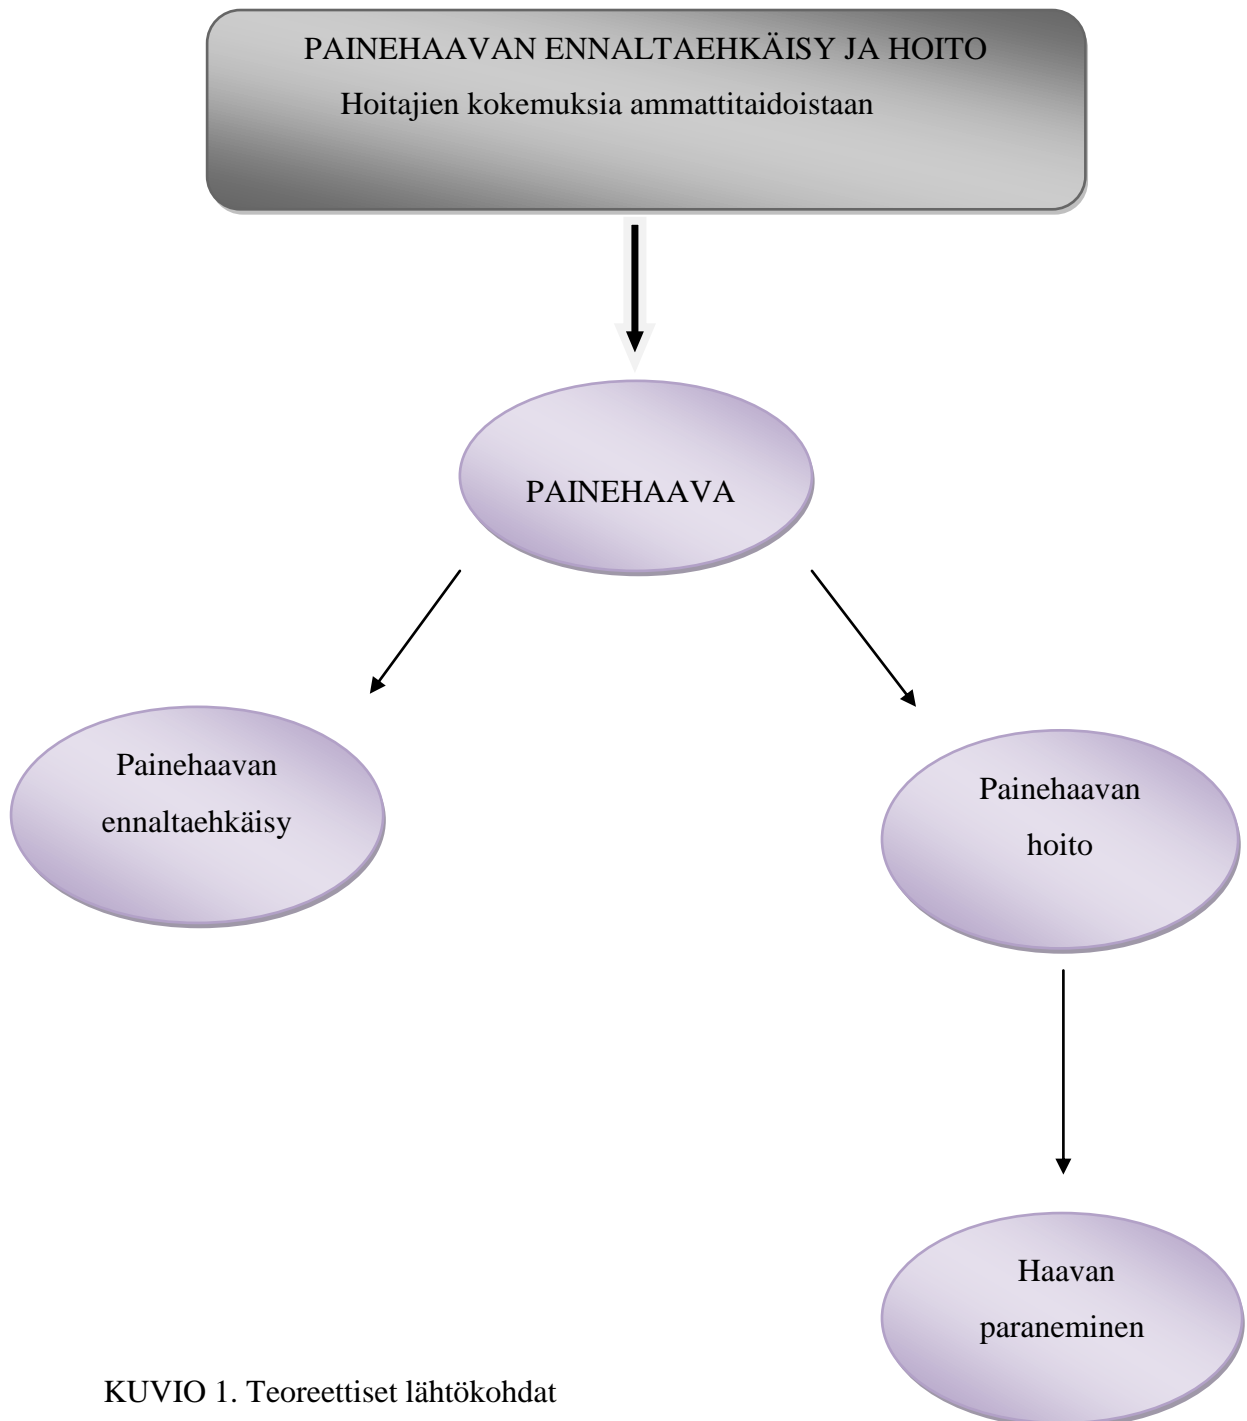 PAINEHAAVAN ENNALTAEHKÄISY JA HOITO
Hoitajien kokemuksia ammattitaidoistaan
PAINEHAAVA
Painehaavan
ennaltaehkäisy
Painehaavan
hoito
Haavan
paraneminen
KUVIO 1. Teoreettiset lähtökohdat